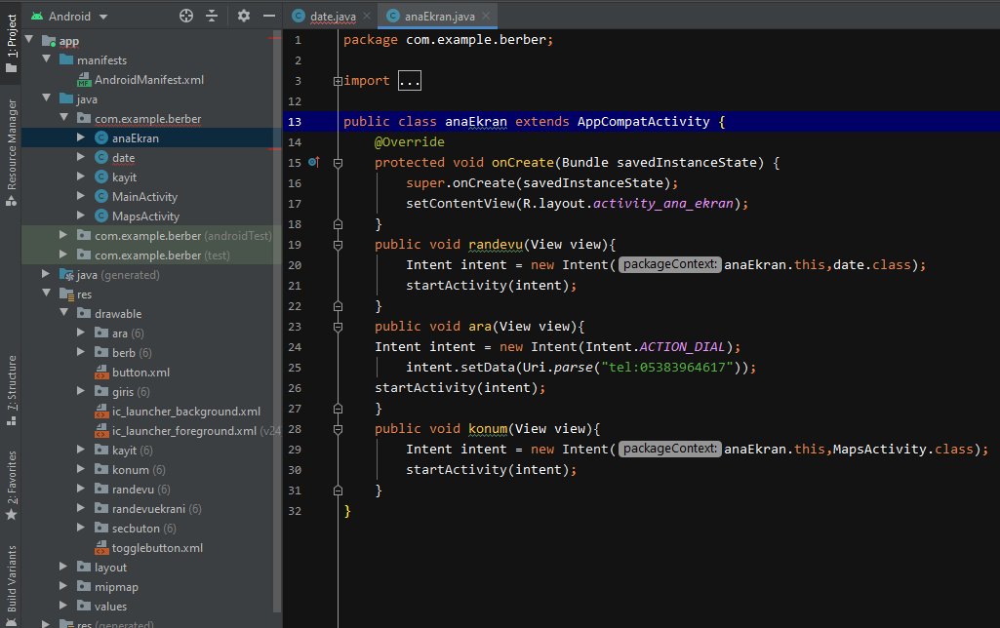 Android
date.java
anaEkran.java
1: Project
Resource Manager
7: Structure
2: Favorites
Build Variants
app
manifests
AndroidManifest.xml
java
com.example.berber
anaEkran
date
kayit
MainActivity
MapsActivity
com.example.berber (androidTest)
com.example.berber (test)
java (generated)
res
drawable
ara (6)
berb (6)
button.xml
giris (6)
ic_launcher_background.xml
ic_launcher_foreground.xml (v24
kayit (6)
konum (6)
randevu (6)
randevuekrani (6)
secbuton (6)
togglebutton.xml
layout
mipmap
values
res (generated)
1 package com.example.berber;
2
3 import ...
12
13 public class anaEkran extends AppCompatActivity {
14 @Override
15 protected void onCreate(Bundle savedInstanceState) {
16 super.onCreate(savedInstanceState);
17 setContentView(R.layout.activity_ana_ekran);
18 }
19 public void randevu(View view){
20 Intent intent = new Intent( packageContext: anaEkran.this,date.class);
21 startActivity(intent);
22 }
23 public void ara(View view){
24 Intent intent = new Intent(Intent.ACTION_DIAL);
25 intent.setData(Uri.parse("tel:05383964617"));
26 startActivity(intent);
27 }
28 public void konum(View view){
29 Intent intent = new Intent( packageContext: anaEkran.this,MapsActivity.class);
30 startActivity(intent);
31 }
32 }